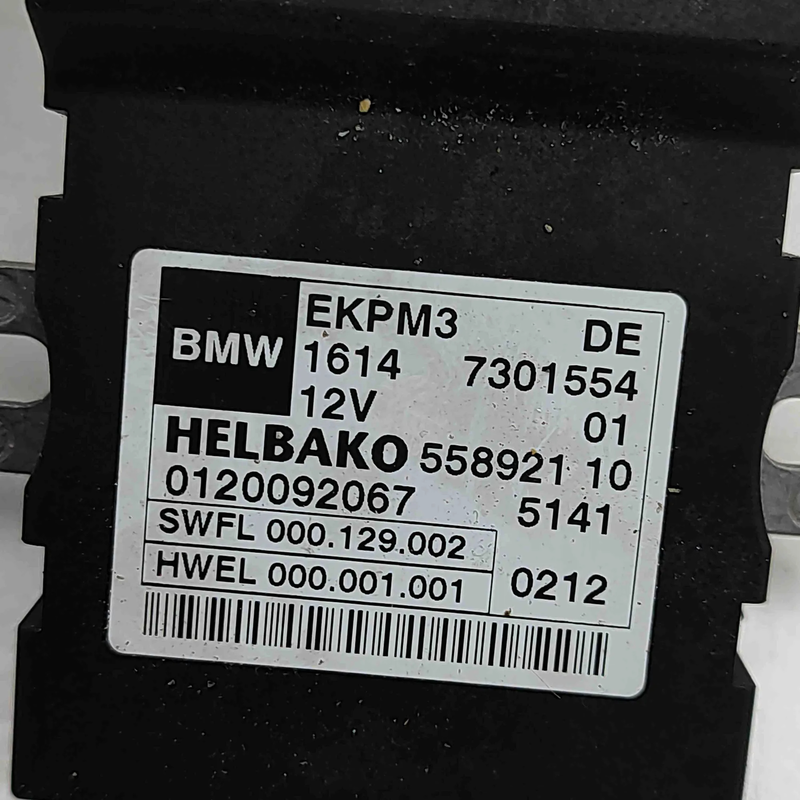 BMW
EKPM3 DE
1614 7301554
12V 01
HELBAKO 558921 10
0120092067 5141
SWFL 000.129.002
HWEL 000.001.001 0212